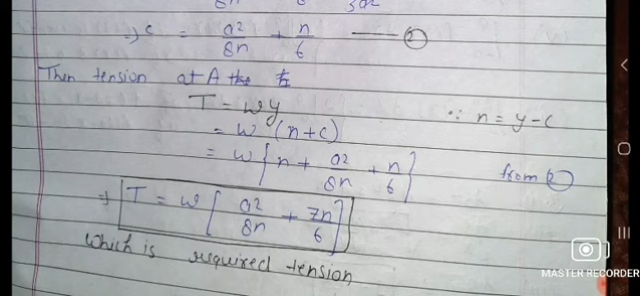 => c = a²/8n + n/6 —— ②
Then tension at A the
T = wy
∵ n = y-c
= w (n+c)
= w { n + a²/8n + n/6 } from ②
=> T = w [ a²/8n + 7n/6 ]
which is required tension
MASTER RECORDER